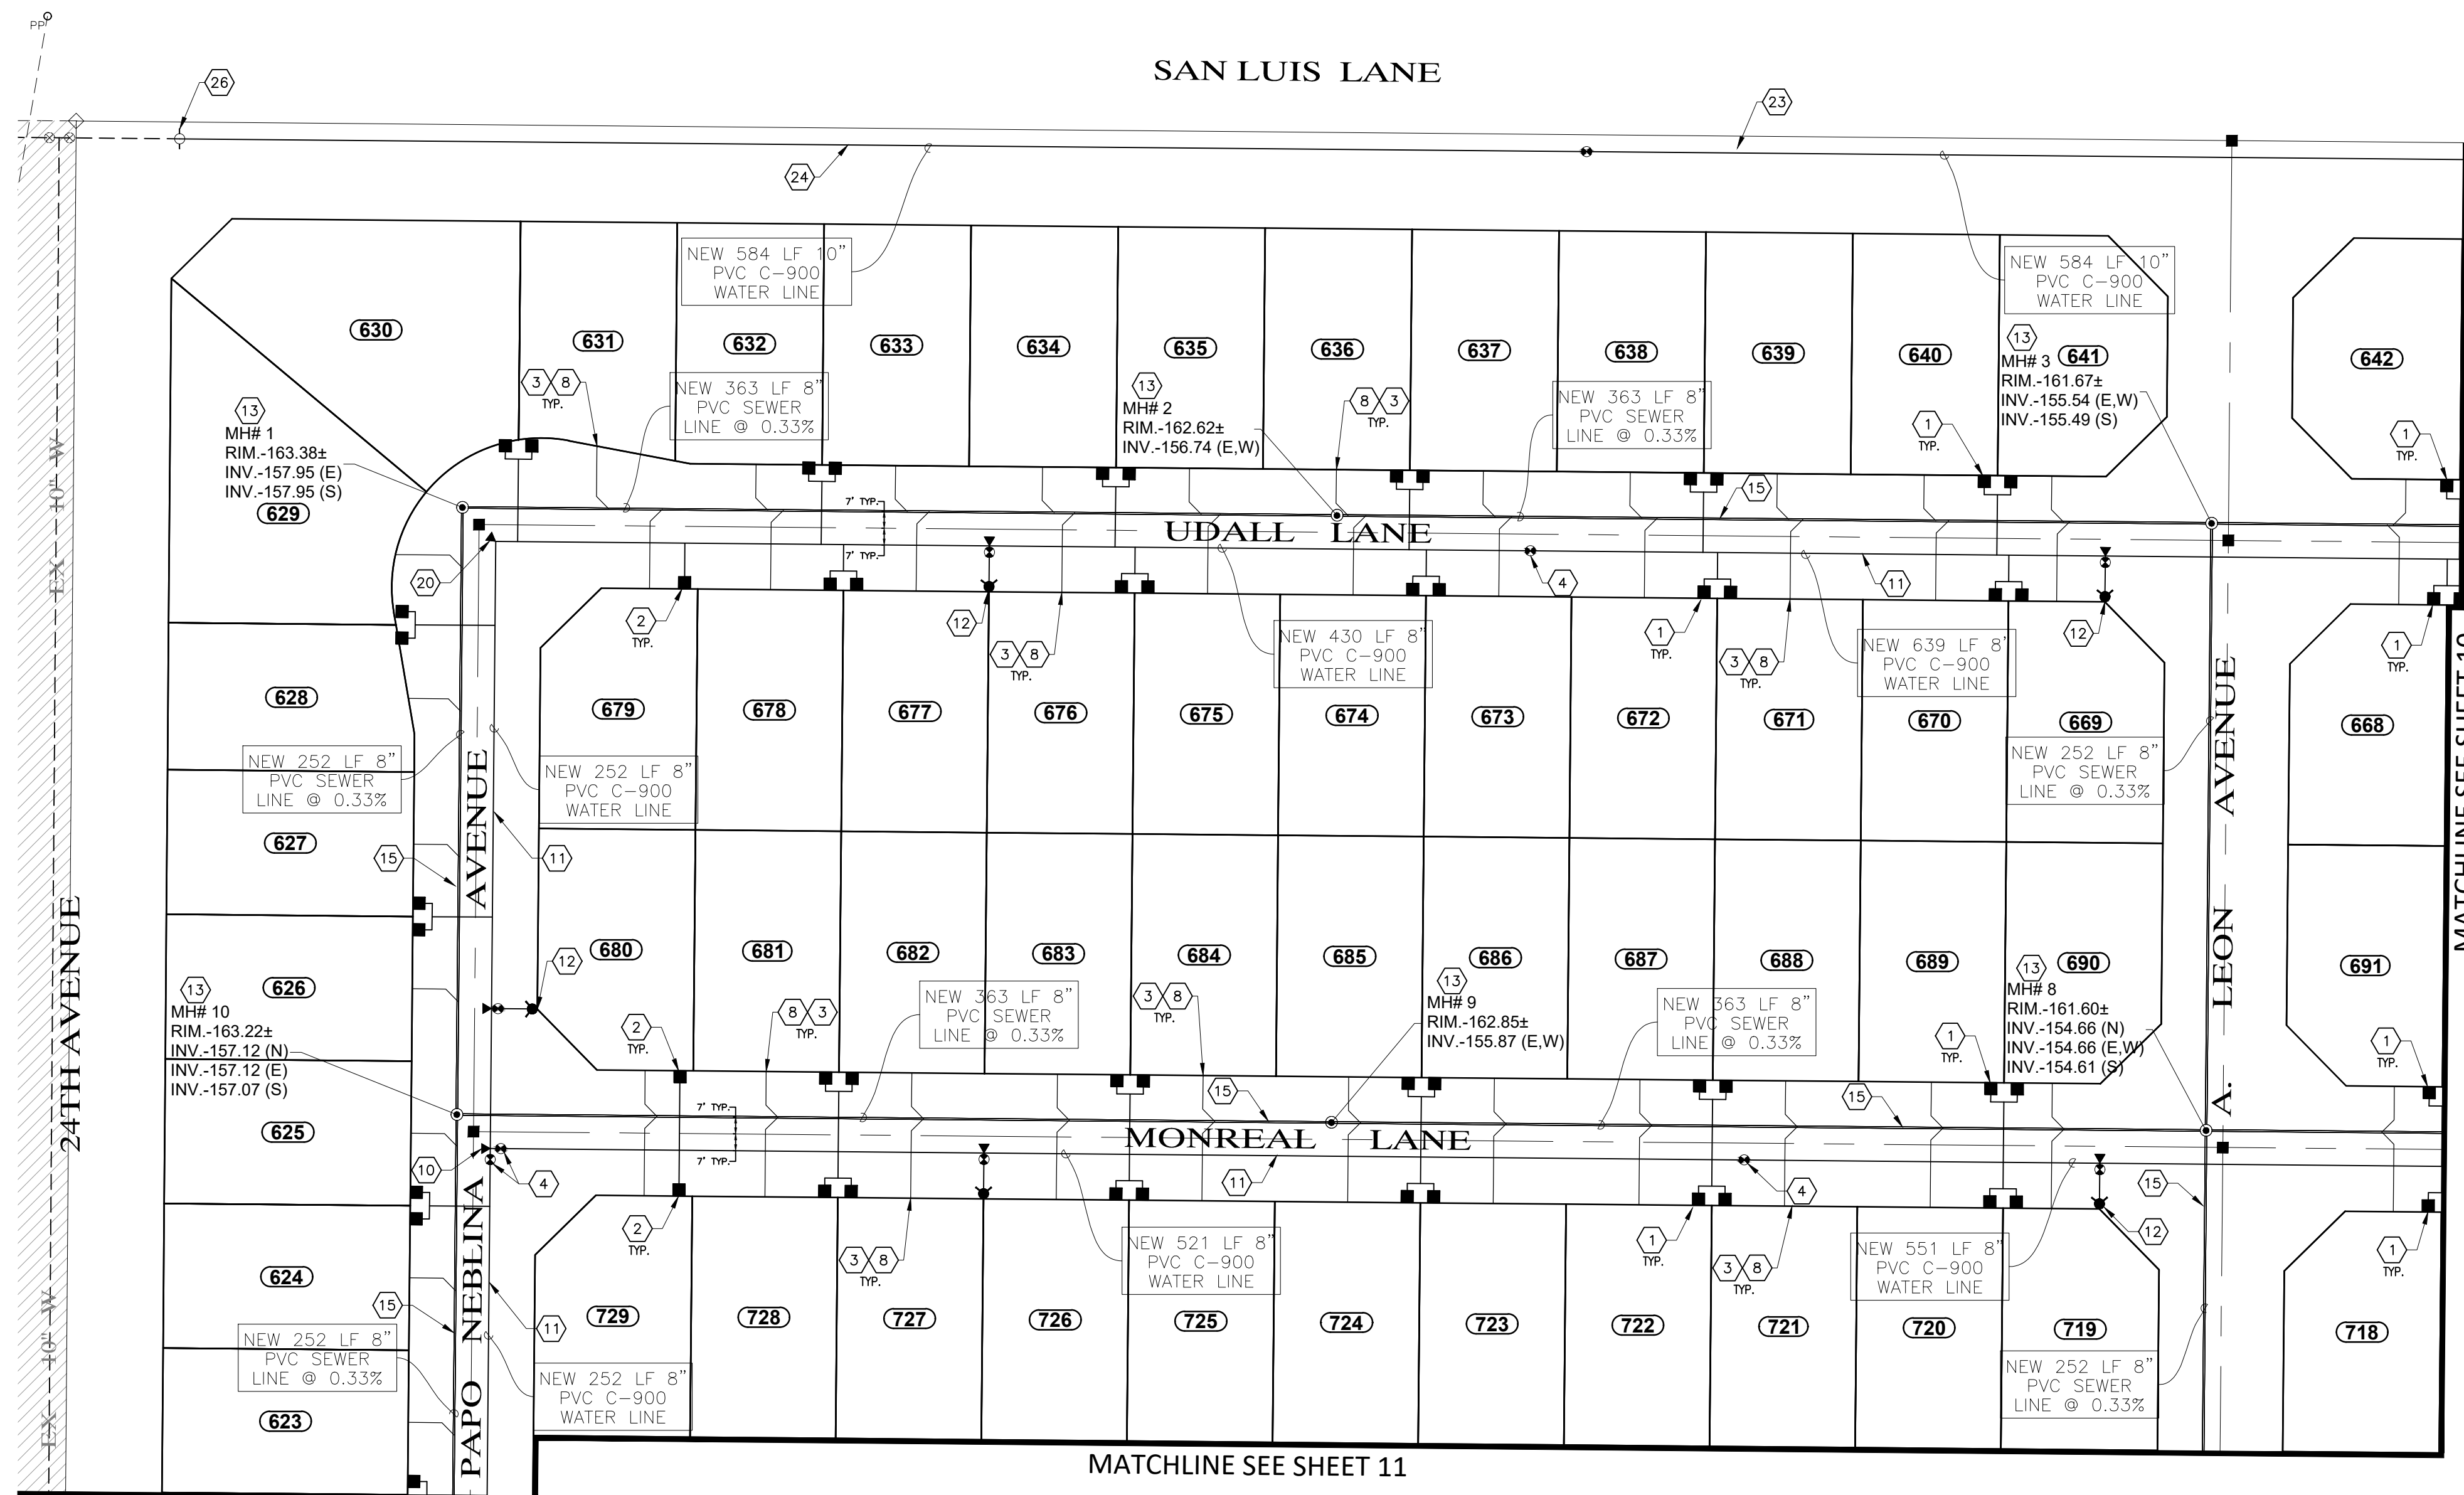 PP
26
SAN LUIS LANE
23
24
NEW 584 LF 10”
PVC C-900
WATER LINE
NEW 584 LF 10”
PVC C-900
WATER LINE
630
631
632
633
634
635
636
637
638
639
640
641
642
13
MH# 1
RIM.-163.38±
INV.-157.95 (E)
INV.-157.95 (S)
629
3 8
TYP.
NEW 363 LF 8”
PVC SEWER
LINE @ 0.33%
13
MH# 2
RIM.-162.62±
INV.-156.74 (E,W)
8 3
TYP.
NEW 363 LF 8”
PVC SEWER
LINE @ 0.33%
13
MH# 3
RIM.-161.67±
INV.-155.54 (E,W)
INV.-155.49 (S)
1
TYP.
1
TYP.
EX 10" W
7' TYP.
7' TYP.
UDALL LANE
15
20
4
11
2
TYP.
12
3 8
TYP.
NEW 430 LF 8”
PVC C-900
WATER LINE
1
TYP.
3 8
TYP.
NEW 639 LF 8'
PVC C-900
WATER LINE
12
1
TYP.
628
679
678
677
676
675
674
673
672
671
670
669
668
NEW 252 LF 8”
PVC SEWER
LINE @ 0.33%
NEW 252 LF 8”
PVC C-900
WATER LINE
NEW 252 LF 8”
PVC SEWER
LINE @ 0.33%
627
15
11
24TH AVENUE
PAPO NEBLINA AVENUE
A. LEON AVENUE
MATCHLINE SEE SHEET 10
680
681
682
683
684
685
686
687
688
689
690
691
12
13
626
MH# 10
RIM.-163.22±
INV.-157.12 (N)
INV.-157.12 (E)
INV.-157.07 (S)
2
TYP.
8 3
TYP.
NEW 363 LF 8”
PVC SEWER
LINE @ 0.33%
3 8
TYP.
13
MH# 9
RIM.-162.85±
INV.-155.87 (E,W)
NEW 363 LF 8”
PVC SEWER
LINE @ 0.33%
1
TYP.
13
MH# 8
RIM.-161.60±
INV.-154.66 (N)
INV.-154.66 (E,W)
INV.-154.61 (S)
1
TYP.
625
7' TYP.
7' TYP.
15
15
MONREAL LANE
10
4
11
4
15
2
TYP.
3 8
TYP.
NEW 521 LF 8”
PVC C-900
WATER LINE
1
TYP.
3 8
TYP.
NEW 551 LF 8”
PVC C-900
WATER LINE
12
1
TYP.
624
729
728
727
726
725
724
723
722
721
720
719
718
15
11
EX 10" W
NEW 252 LF 8”
PVC SEWER
LINE @ 0.33%
NEW 252 LF 8”
PVC C-900
WATER LINE
NEW 252 LF 8”
PVC SEWER
LINE @ 0.33%
623
MATCHLINE SEE SHEET 11